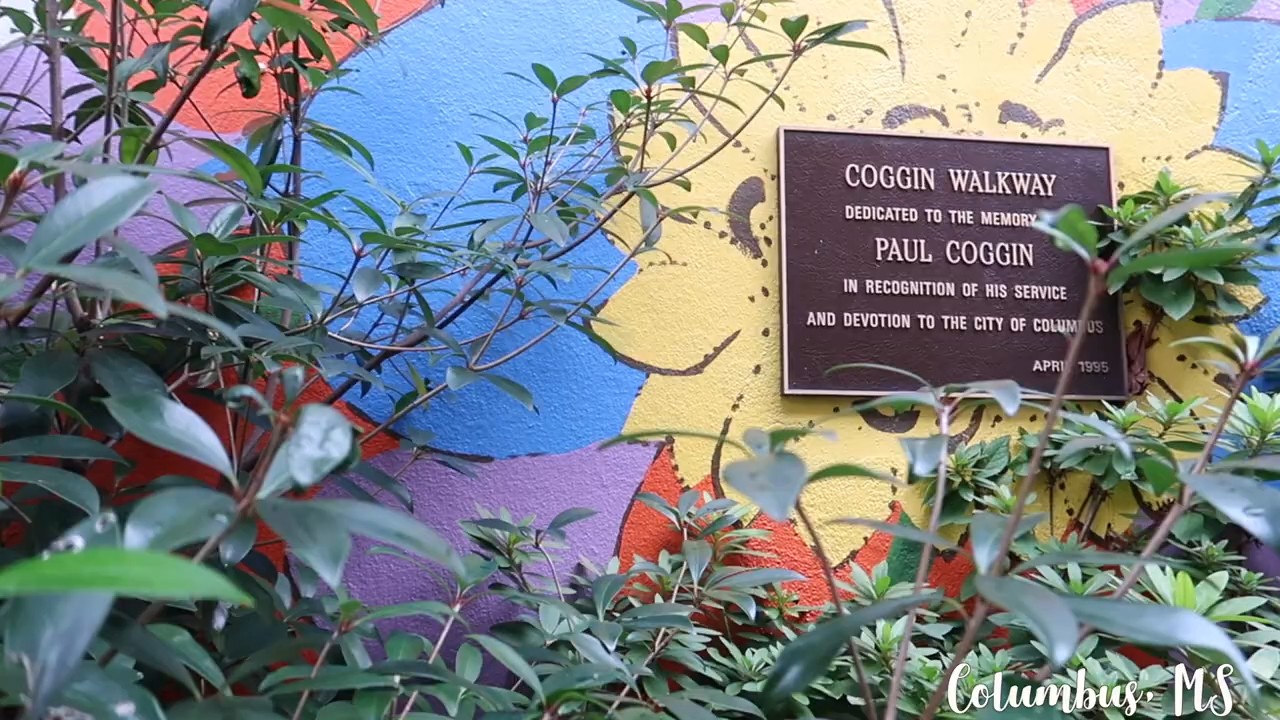 COGGIN WALKWAY
DEDICATED TO THE MEMORY
PAUL COGGIN
IN RECOGNITION OF HIS SERVICE
AND DEVOTION TO THE CITY OF COLUMBUS
APRIL 1995
Columbus, MS